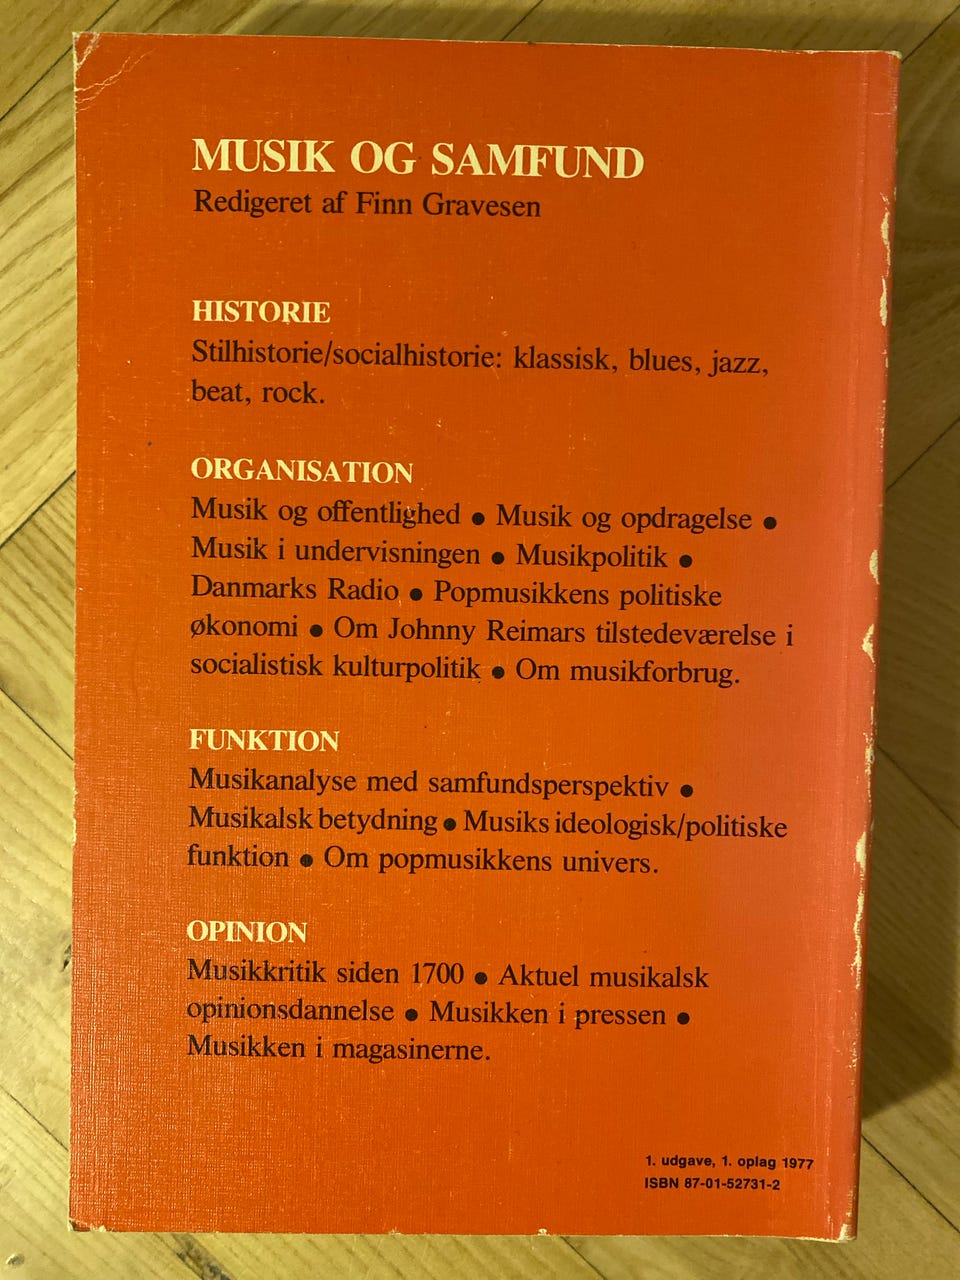 MUSIK OG SAMFUND
Redigeret af Finn Gravesen
HISTORIE
Stilhistorie/socialhistorie: klassisk, blues, jazz,
beat, rock.
ORGANISATION
Musik og offentlighed ● Musik og opdragelse ●
Musik i undervisningen ● Musikpolitik ●
Danmarks Radio ● Popmusikkens politiske
økonomi ● Om Johnny Reimars tilstedeværelse i
socialistisk kulturpolitik ● Om musikforbrug.
FUNKTION
Musikanalyse med samfundsperspektiv ●
Musikalsk betydning ● Musiks ideologisk/politiske
funktion ● Om popmusikkens univers.
OPINION
Musikkritik siden 1700 ● Aktuel musikalsk
opinionsdannelse ● Musikken i pressen ●
Musikken i magasinerne.
1. udgave, 1. oplag 1977
ISBN 87-01-52731-2